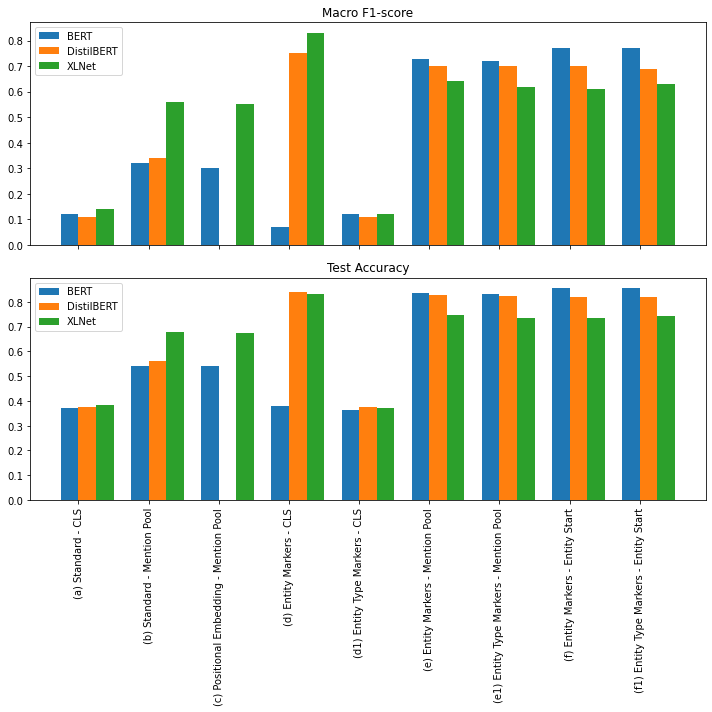 Macro F1-score
BERT
DistilBERT
XLNet
0.8
0.7
0.6
0.5
0.4
0.3
0.2
0.1
0.0
Test Accuracy
BERT
DistilBERT
XLNet
0.8
0.7
0.6
0.5
0.4
0.3
0.2
0.1
0.0
(a) Standard - CLS
(b) Standard - Mention Pool
(c) Positional Embedding - Mention Pool
(d) Entity Markers - CLS
(d1) Entity Type Markers - CLS
(e) Entity Markers - Mention Pool
(e1) Entity Type Markers - Mention Pool
(f) Entity Markers - Entity Start
(f1) Entity Type Markers - Entity Start